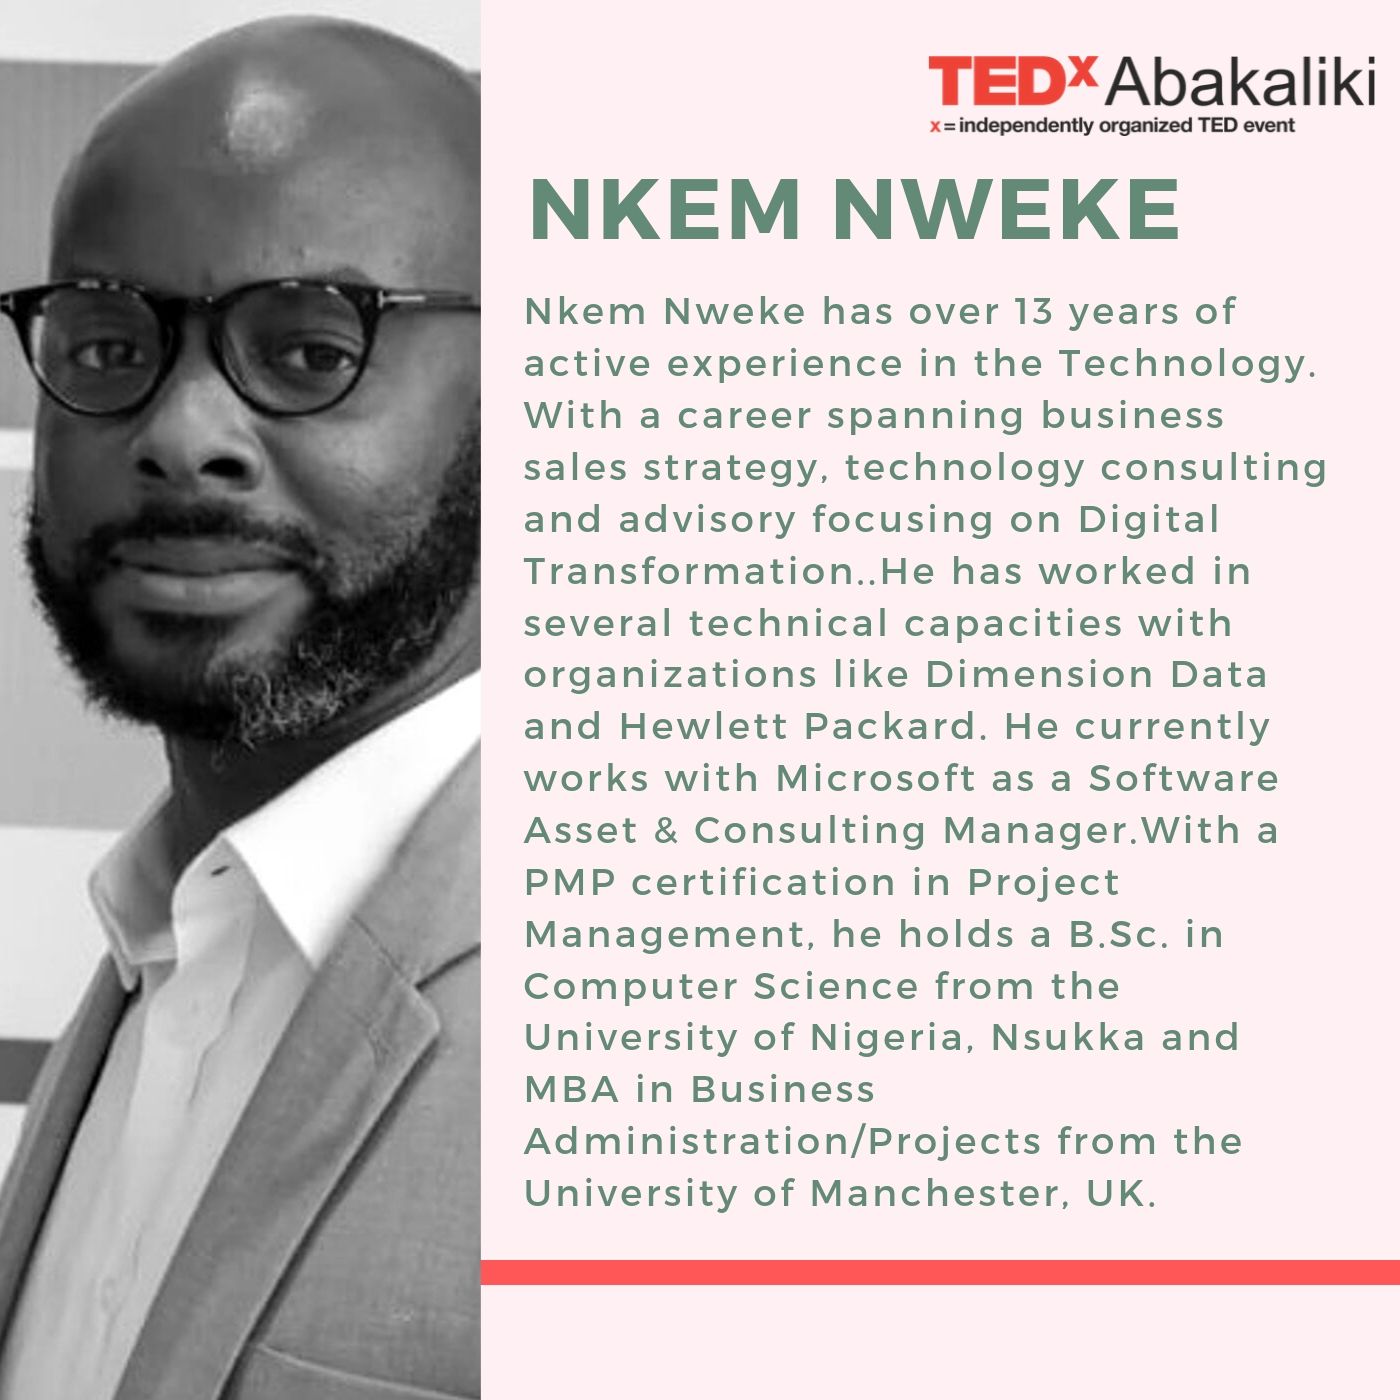 TEDx Abakaliki
x = independently organized TED event
NKEM NWEKE
Nkem Nweke has over 13 years of
active experience in the Technology.
With a career spanning business
sales strategy, technology consulting
and advisory focusing on Digital
Transformation..He has worked in
several technical capacities with
organizations like Dimension Data
and Hewlett Packard. He currently
works with Microsoft as a Software
Asset & Consulting Manager.With a
PMP certification in Project
Management, he holds a B.Sc. in
Computer Science from the
University of Nigeria, Nsukka and
MBA in Business
Administration/Projects from the
University of Manchester, UK.